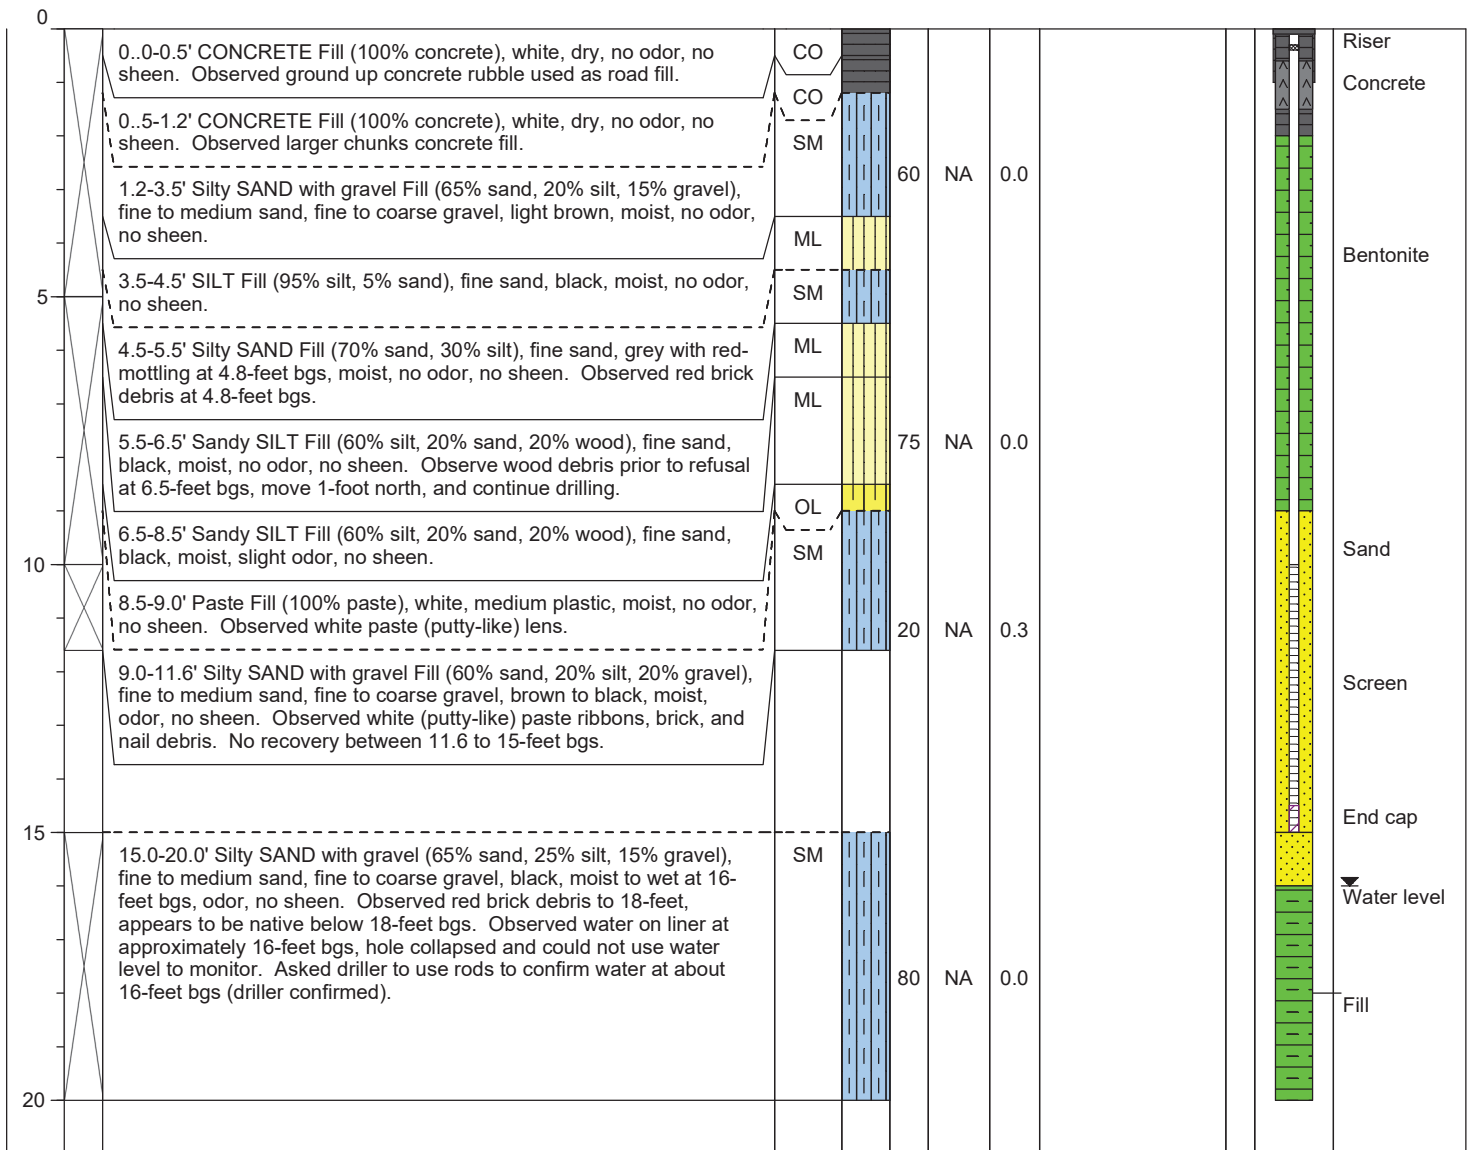 0
0..0-0.5' CONCRETE Fill (100% concrete), white, dry, no odor, no
sheen.  Observed ground up concrete rubble used as road fill.
CO
Riser
Concrete
0..5-1.2' CONCRETE Fill (100% concrete), white, dry, no odor, no
sheen.  Observed larger chunks concrete fill.
CO
SM
1.2-3.5' Silty SAND with gravel Fill (65% sand, 20% silt, 15% gravel),
fine to medium sand, fine to coarse gravel, light brown, moist, no odor,
no sheen.
60 NA 0.0
ML
Bentonite
3.5-4.5' SILT Fill (95% silt, 5% sand), fine sand, black, moist, no odor,
no sheen.
SM
5
4.5-5.5' Silty SAND Fill (70% sand, 30% silt), fine sand, grey with red-
mottling at 4.8-feet bgs, moist, no odor, no sheen.  Observed red brick
debris at 4.8-feet bgs.
ML
ML
5.5-6.5' Sandy SILT Fill (60% silt, 20% sand, 20% wood), fine sand,
black, moist, no odor, no sheen.  Observe wood debris prior to refusal
at 6.5-feet bgs, move 1-foot north, and continue drilling.
75 NA 0.0
OL
6.5-8.5' Sandy SILT Fill (60% silt, 20% sand, 20% wood), fine sand,
black, moist, slight odor, no sheen.
SM
Sand
10
8.5-9.0' Paste Fill (100% paste), white, medium plastic, moist, no odor,
no sheen.  Observed white paste (putty-like) lens.
20 NA 0.3
9.0-11.6' Silty SAND with gravel Fill (60% sand, 20% silt, 20% gravel),
fine to medium sand, fine to coarse gravel, brown to black, moist,
odor, no sheen.  Observed white (putty-like) paste ribbons, brick, and
nail debris.  No recovery between 11.6 to 15-feet bgs.
Screen
End cap
15
15.0-20.0' Silty SAND with gravel (65% sand, 25% silt, 15% gravel),
fine to medium sand, fine to coarse gravel, black, moist to wet at 16-
feet bgs, odor, no sheen.  Observed red brick debris to 18-feet,
appears to be native below 18-feet bgs.  Observed water on liner at
approximately 16-feet bgs, hole collapsed and could not use water
level to monitor.  Asked driller to use rods to confirm water at about
16-feet bgs (driller confirmed).
SM
Water level
80 NA 0.0
Fill
20